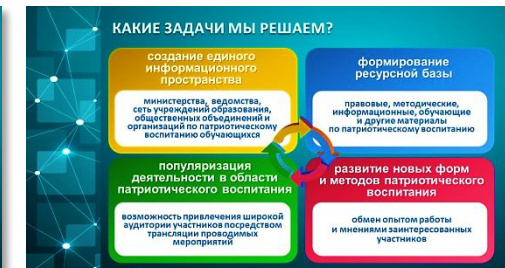 КАКИЕ ЗАДАЧИ МЫ РЕШАЕМ?
создание единого
информационного
пространства
министерства, ведомства,
сеть учреждений образования,
общественных объединений и
организаций по патриотическому
воспитанию обучающихся
формирование
ресурсной базы
правовые, методические,
информационные, обучающие
и другие материалы
по патриотическому воспитанию
популяризация
деятельности в области
патриотического воспитания
возможность привлечения широкой
аудитории участников посредством
трансляции проводимых
мероприятий
развитие новых форм
и методов патриотического
воспитания
обмен опытом работы
и мнениями заинтересованных
участников